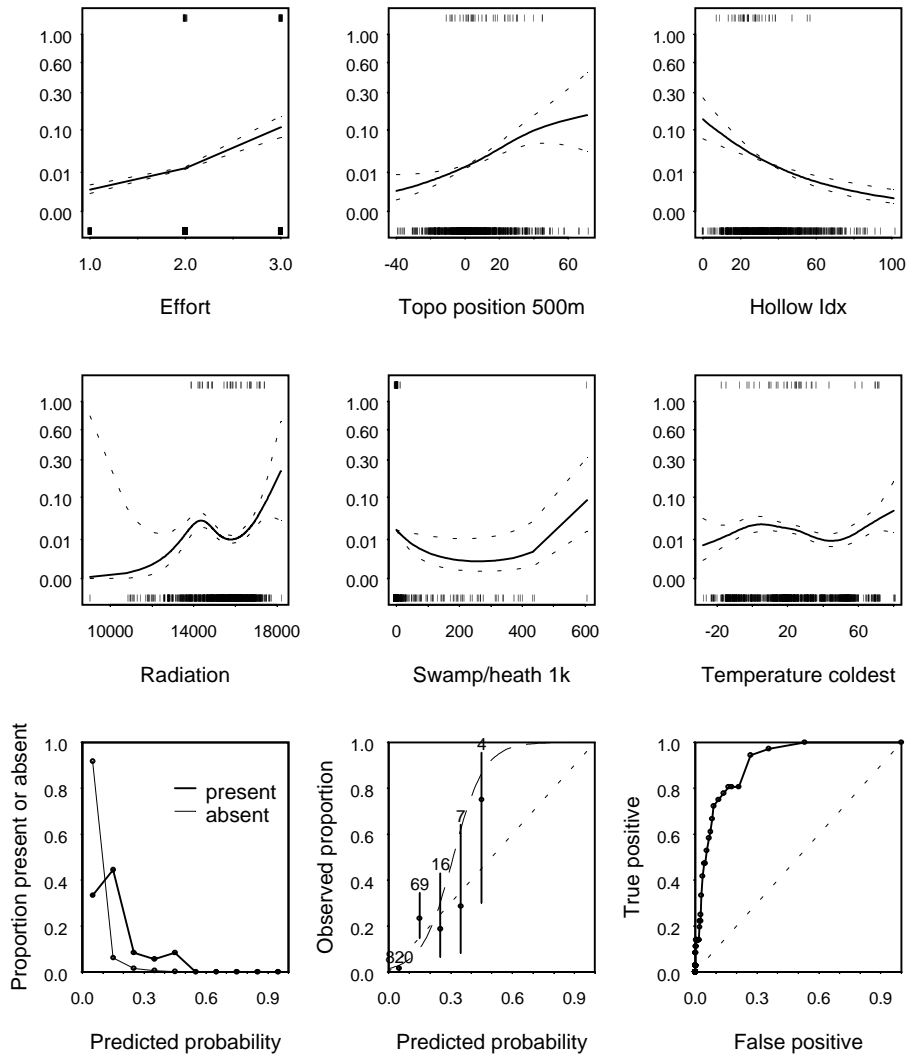 1.00
0.60
0.30
0.10
0.01
0.00
1.0 2.0 3.0
Effort
1.00
0.60
0.30
0.10
0.01
0.00
-40 0 20 60
Topo position 500m
1.00
0.60
0.30
0.10
0.01
0.00
0 20 60 100
Hollow Idx
1.00
0.60
0.30
0.10
0.01
0.00
10000 14000 18000
Radiation
1.00
0.60
0.30
0.10
0.01
0.00
0 200 400 600
Swamp/heath 1k
1.00
0.60
0.30
0.10
0.01
0.00
-20 20 60
Temperature coldest
Proportion present or absent
1.0
0.8
0.6
0.4
0.2
0.0
present
absent
0.0 0.3 0.6 0.9
Predicted probability
Observed proportion
1.0
0.8
0.6
0.4
0.2
0.0
820
69
16
7
4
0.0 0.3 0.6 0.9
Predicted probability
True positive
1.0
0.8
0.6
0.4
0.2
0.0
0.0 0.3 0.6 0.9
False positive